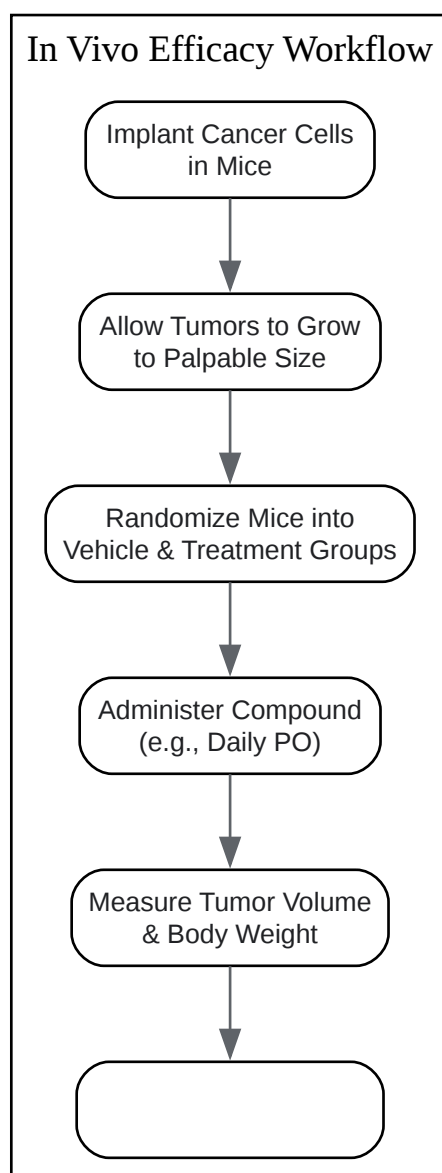 In Vivo Efficacy Workflow
Implant Cancer Cells
in Mice
Allow Tumors to Grow
to Palpable Size
Randomize Mice into
Vehicle & Treatment Groups
Administer Compound
(e.g., Daily PO)
Measure Tumor Volume
& Body Weight